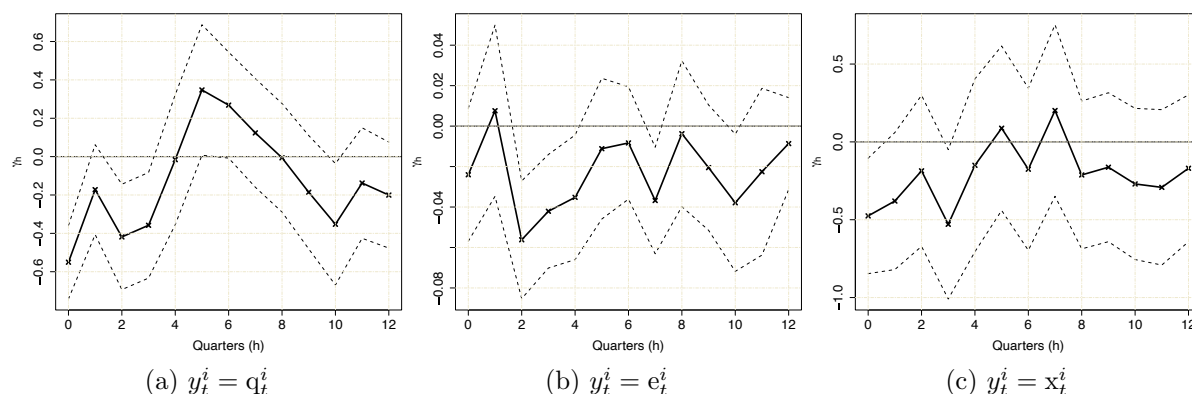 γh
0.6
0.4
0.2
0.0
−0.2
−0.4
−0.6
0 2 4 6 8 10 12
Quarters (h)
(a) y_t^i = q_t^i
γh
0.04
0.02
0.00
−0.04
−0.08
0 2 4 6 8 10 12
Quarters (h)
(b) y_t^i = e_t^i
γh
0.5
0.0
−0.5
−1.0
0 2 4 6 8 10 12
Quarters (h)
(c) y_t^i = x_t^i